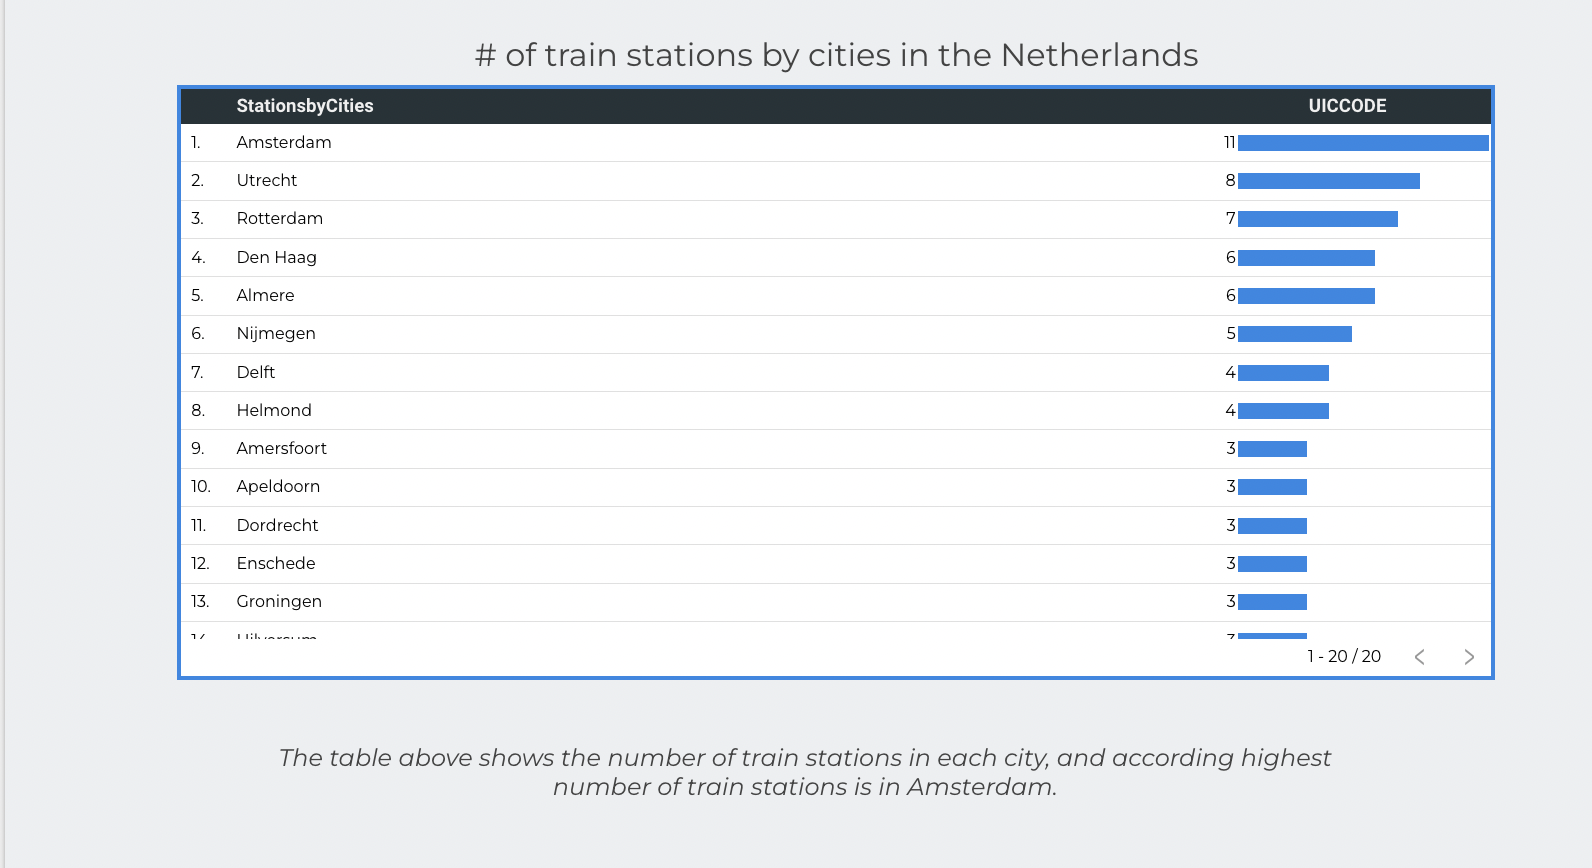 # of train stations by cities in the Netherlands
StationsbyCities UICCODE
1. Amsterdam 11
2. Utrecht 8
3. Rotterdam 7
4. Den Haag 6
5. Almere 6
6. Nijmegen 5
7. Delft 4
8. Helmond 4
9. Amersfoort 3
10. Apeldoorn 3
11. Dordrecht 3
12. Enschede 3
13. Groningen 3
14. Hilversum 3
1 - 20 / 20 < >
The table above shows the number of train stations in each city, and according highest
number of train stations is in Amsterdam.